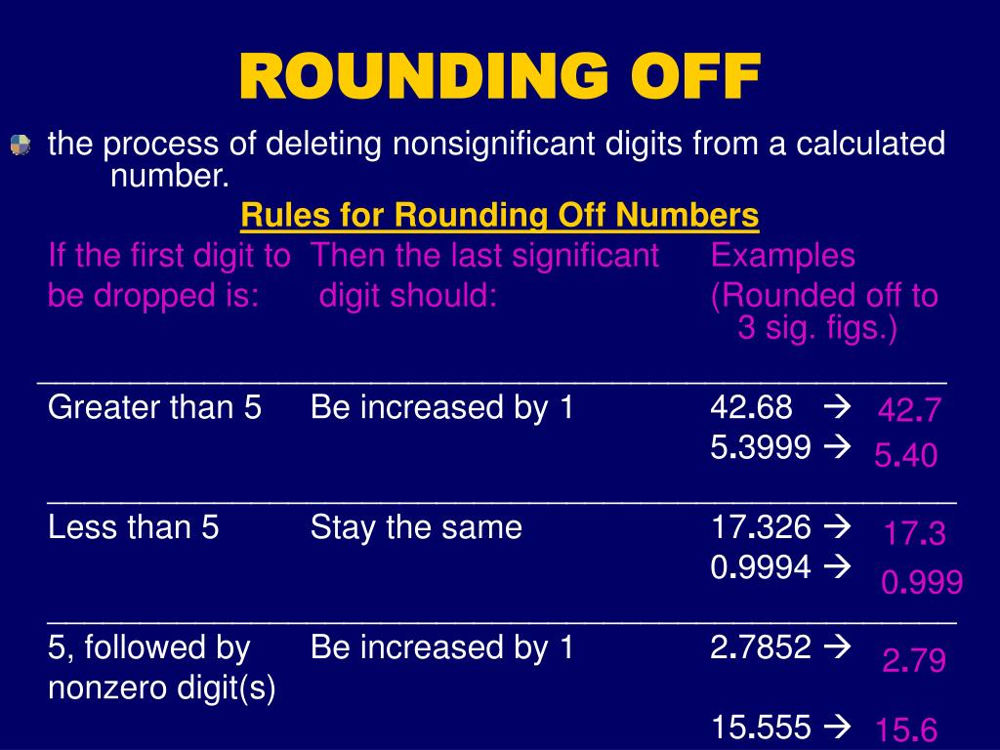 ROUNDING OFF
the process of deleting nonsignificant digits from a calculated
number.
Rules for Rounding Off Numbers
If the first digit to Then the last significant Examples
be dropped is: digit should: (Rounded off to
3 sig. figs.)
Greater than 5 Be increased by 1 42.68 → 42.7
5.3999 → 5.40
Less than 5 Stay the same 17.326 → 17.3
0.9994 → 0.999
5, followed by Be increased by 1 2.7852 → 2.79
nonzero digit(s)
15.555 → 15.6